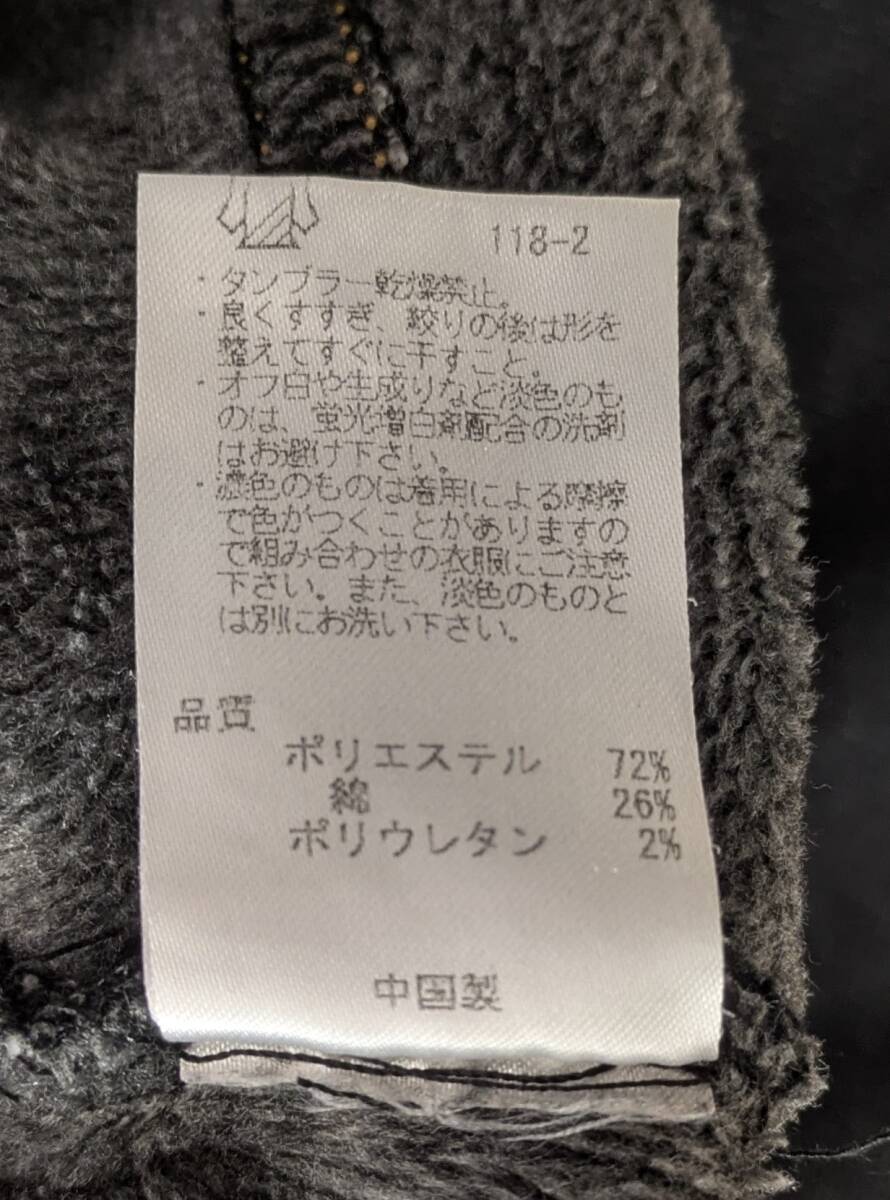 118-2
・タンブラー乾燥禁止。
・良くすすぎ、絞りの後は形を
整えてすぐに干すこと。
・オフ白や生成りなど淡色のも
のは、蛍光増白剤配合の洗剤
はお避け下さい。
・濃色のものは着用による摩擦
で色がつくことがありますの
で組み合わせの衣服にご注意
下さい。また、淡色のものと
は別にお洗い下さい。
品質
ポリエステル 72%
綿 26%
ポリウレタン 2%
中国製